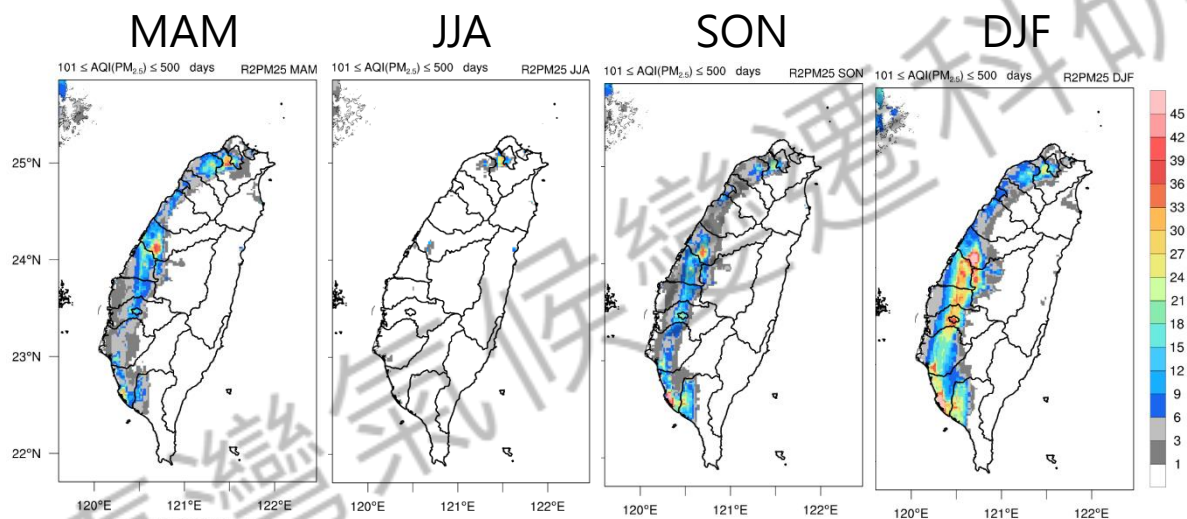 MAM
JJA
SON
DJF
101 ≤ AQI(PM2.5) ≤ 500 days
R2PM25 MAM
101 ≤ AQI(PM2.5) ≤ 500 days
R2PM25 JJA
101 ≤ AQI(PM2.5) ≤ 500 days
R2PM25 SON
101 ≤ AQI(PM2.5) ≤ 500 days
R2PM25 DJF
25°N
24°N
23°N
22°N
120°E 121°E 122°E
120°E 121°E 122°E
120°E 121°E 122°E
120°E 121°E 122°E
45
42
39
36
33
30
27
24
21
18
15
12
9
6
3
1
灣氣候變遷科